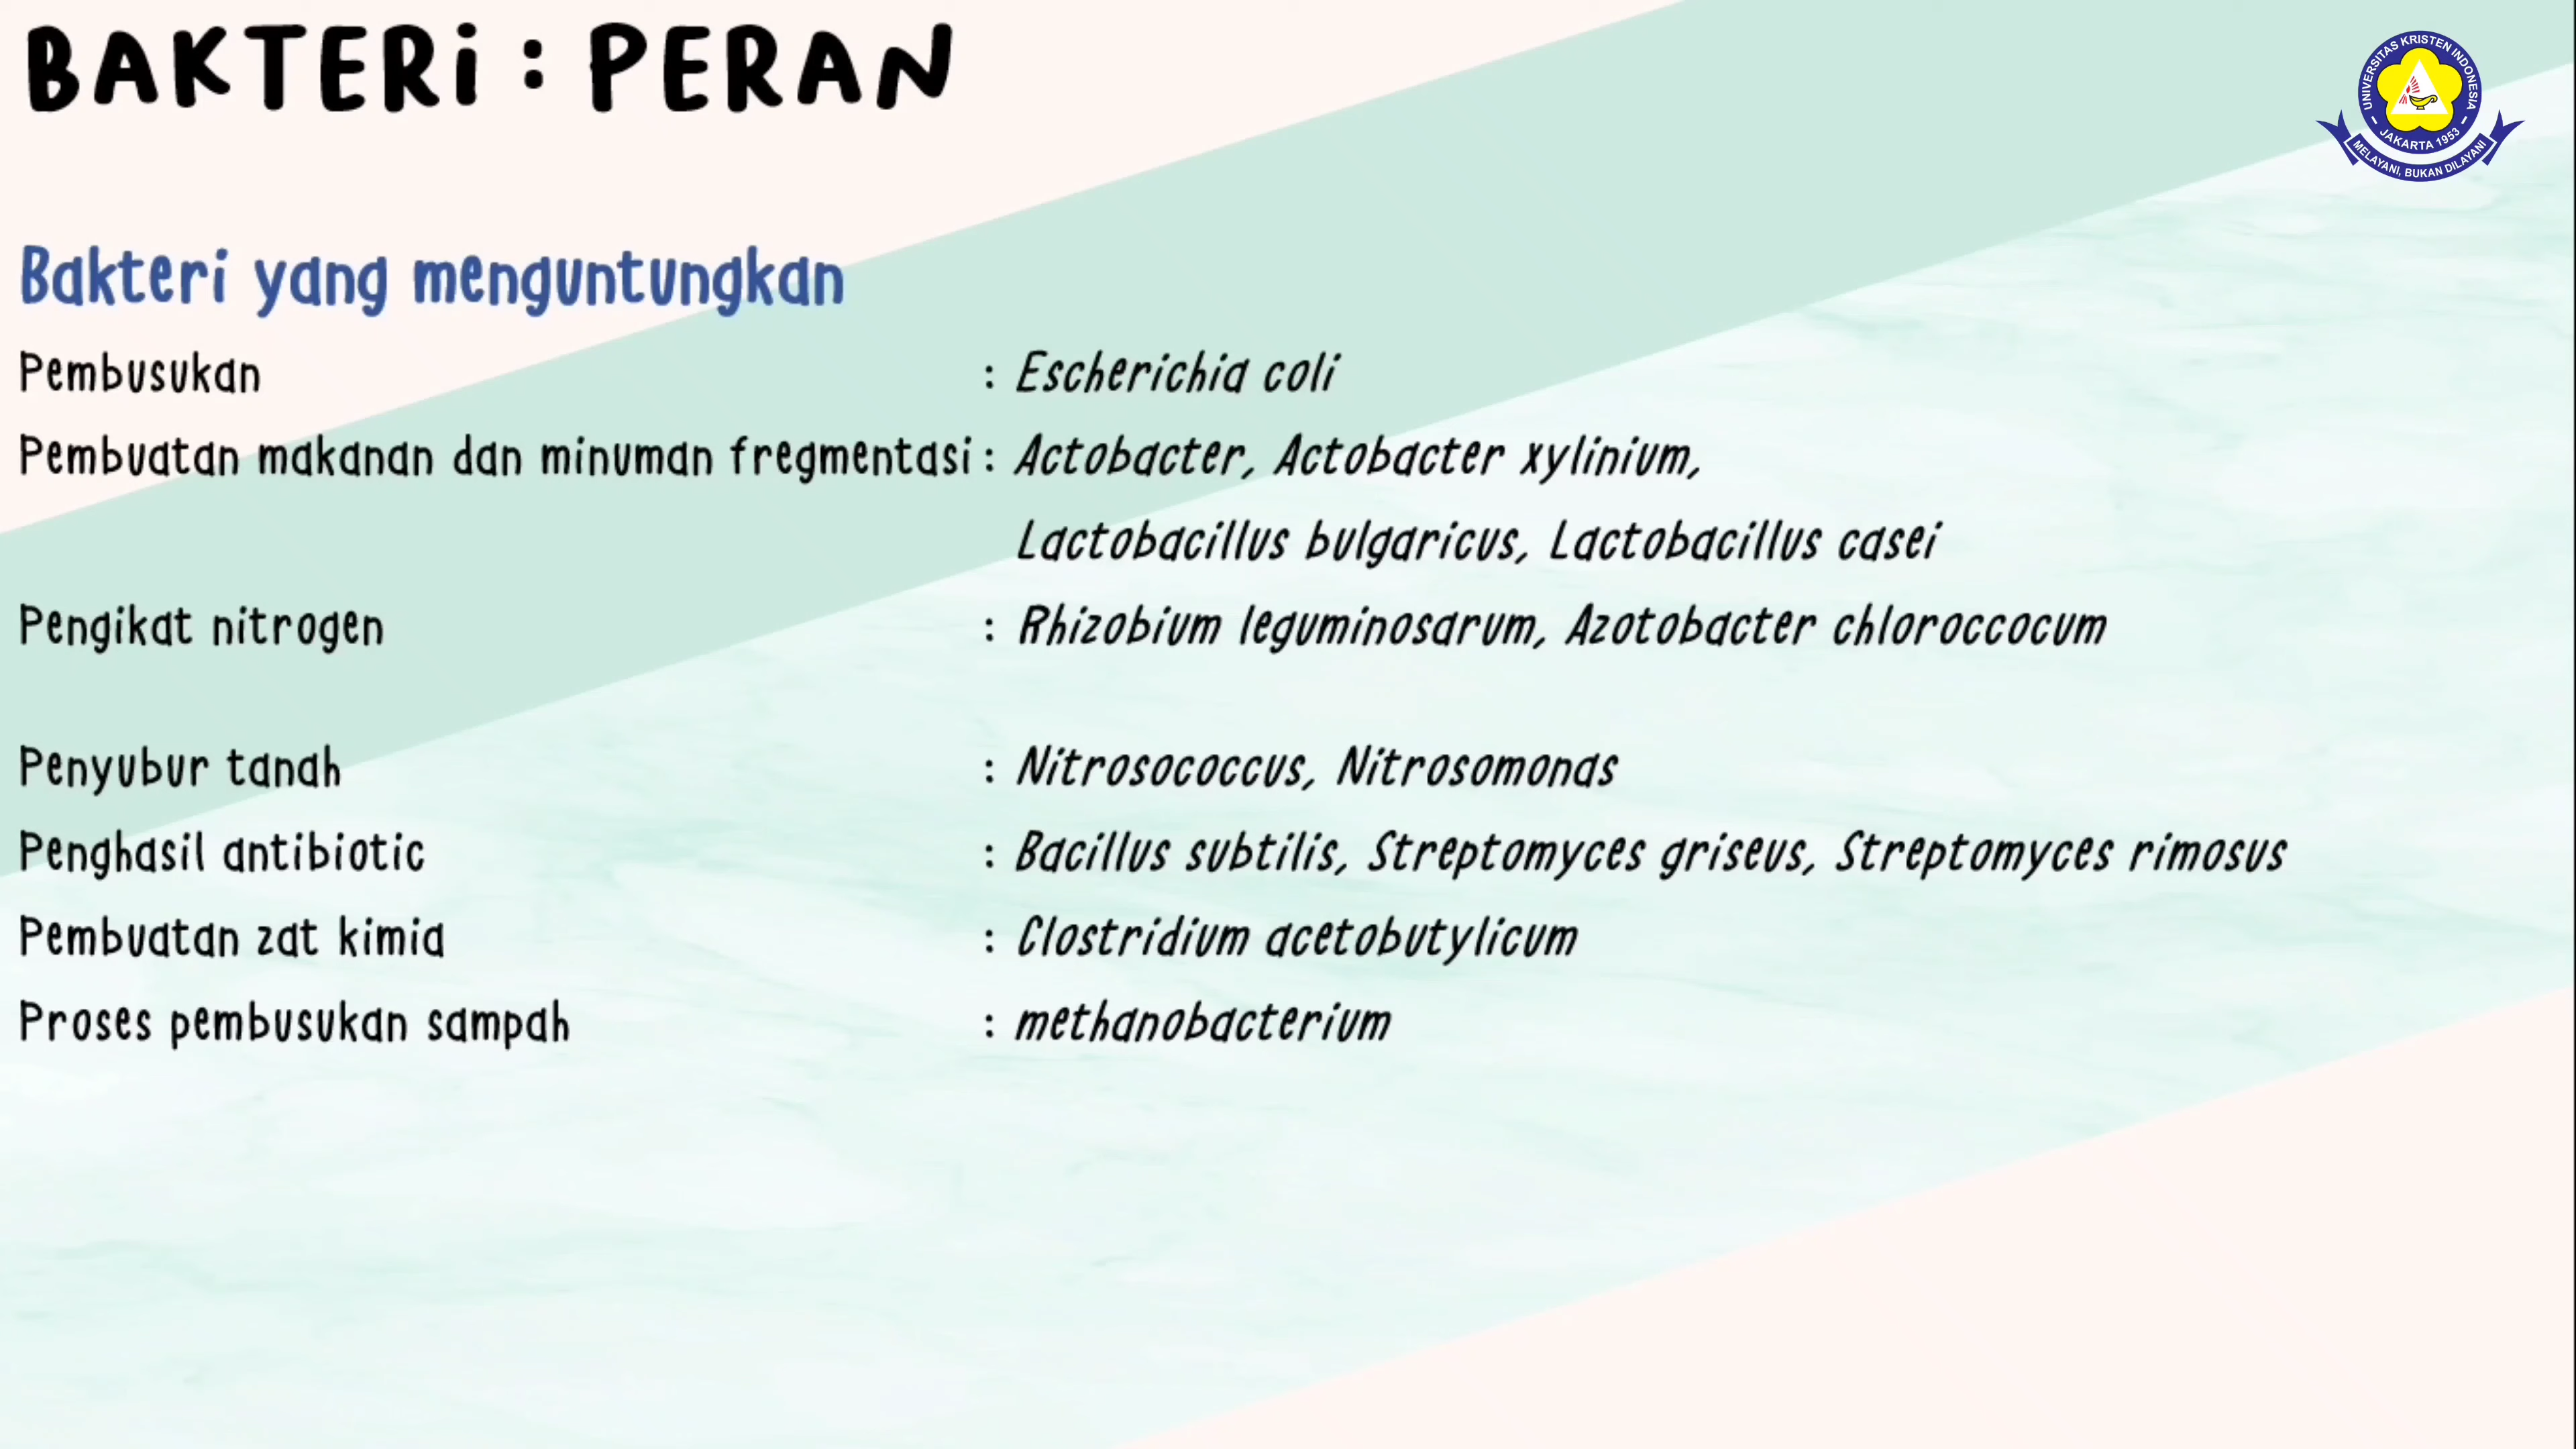 BAKTERi : PERAN
UNIVERSITAS KRISTEN INDONESIA
JAKARTA 1953
MELAYANI, BUKAN DILAYANI
Bakteri yang menguntungkan
Pembusukan : Escherichia coli
Pembuatan makanan dan minuman fregmentasi : Actobacter, Actobacter xylinium,
Lactobacillus bulgaricus, Lactobacillus casei
Pengikat nitrogen : Rhizobium leguminosarum, Azotobacter chloroccocum
Penyubur tanah : Nitrosococcus, Nitrosomonas
Penghasil antibiotic : Bacillus subtilis, Streptomyces griseus, Streptomyces rimosus
Pembuatan zat kimia : Clostridium acetobutylicum
Proses pembusukan sampah : methanobacterium